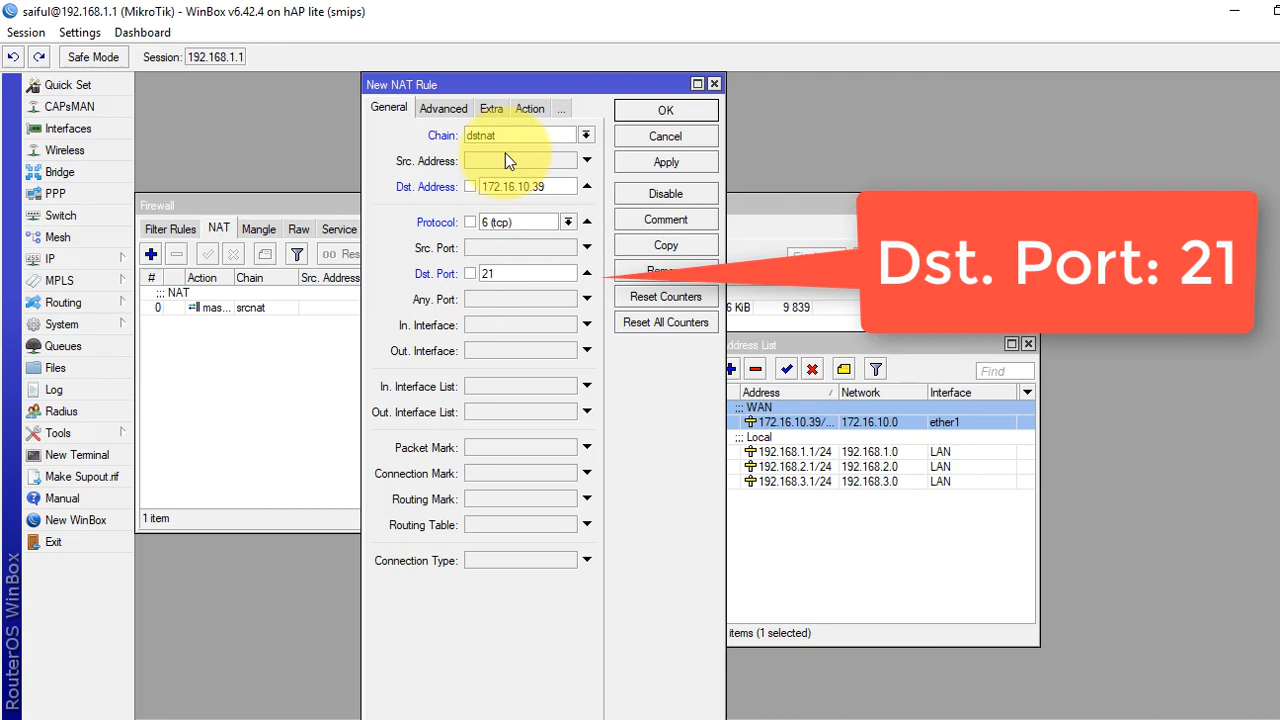 saiful@192.168.1.1 (MikroTik) - WinBox v6.42.4 on hAP lite (smips)
Session Settings Dashboard
Safe Mode Session: 192.168.1.1
Quick Set
CAPsMAN
Interfaces
Wireless
Bridge
PPP
Switch
Mesh
IP
MPLS
Routing
System
Queues
Files
Log
Radius
Tools
New Terminal
Make Supout.rif
Manual
New WinBox
Exit
RouterOS WinBox
Firewall
Filter Rules NAT Mangle Raw Service
# Action Chain Src. Address
;;; NAT
0 mas... srcnat
1 item
New NAT Rule
General Advanced Extra Action ...
Chain: dstnat
Src. Address:
Dst. Address: 172.16.10.39
Protocol: 6 (tcp)
Src. Port:
Dst. Port: 21
Any. Port:
In. Interface:
Out. Interface:
In. Interface List:
Out. Interface List:
Packet Mark:
Connection Mark:
Routing Mark:
Routing Table:
Connection Type:
OK
Cancel
Apply
Disable
Comment
Copy
Reset Counters
Reset All Counters
Dst. Port: 21
6 KiB 9 839
ddress List
Find
Address / Network Interface
;;; WAN
172.16.10.39/... 172.16.10.0 ether1
;;; Local
192.168.1.1/24 192.168.1.0 LAN
192.168.2.1/24 192.168.2.0 LAN
192.168.3.1/24 192.168.3.0 LAN
items (1 selected)